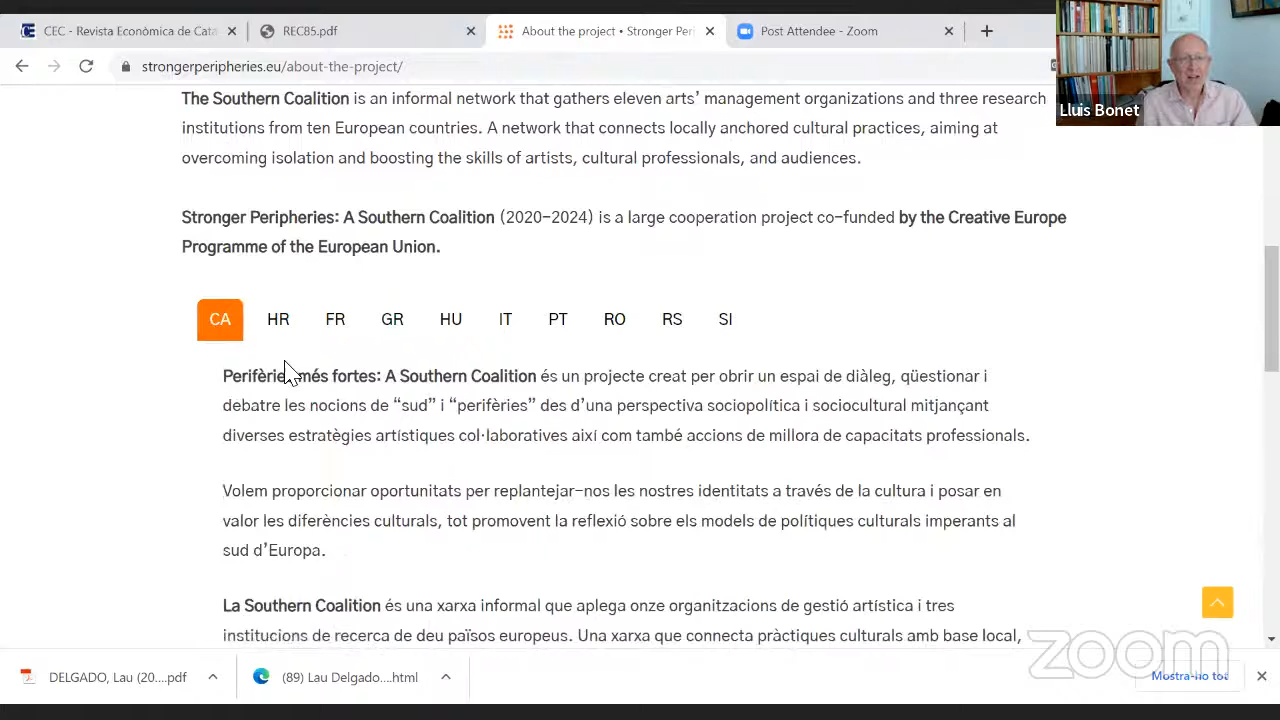 CEC - Revista Econòmica de Cata
REC85.pdf
About the project • Stronger Peri
Post Attendee - Zoom
strongerperipheries.eu/about-the-project/
Lluis Bonet
The Southern Coalition is an informal network that gathers eleven arts’ management organizations and three research
institutions from ten European countries. A network that connects locally anchored cultural practices, aiming at
overcoming isolation and boosting the skills of artists, cultural professionals, and audiences.
Stronger Peripheries: A Southern Coalition (2020-2024) is a large cooperation project co-funded by the Creative Europe
Programme of the European Union.
CA HR FR GR HU IT PT RO RS SI
Perifèries més fortes: A Southern Coalition és un projecte creat per obrir un espai de diàleg, qüestionar i
debatre les nocions de “sud” i “perifèries” des d’una perspectiva sociopolítica i sociocultural mitjançant
diverses estratègies artístiques col·laboratives així com també accions de millora de capacitats professionals.
Volem proporcionar oportunitats per replantejar-nos les nostres identitats a través de la cultura i posar en
valor les diferències culturals, tot promovent la reflexió sobre els models de polítiques culturals imperants al
sud d’Europa.
La Southern Coalition és una xarxa informal que aplega onze organitzacions de gestió artística i tres
institucions de recerca de deu països europeus. Una xarxa que connecta pràctiques culturals amb base local,
zoom
DELGADO, Lau (20....pdf
(89) Lau Delgado....html
Mostra-ho tot